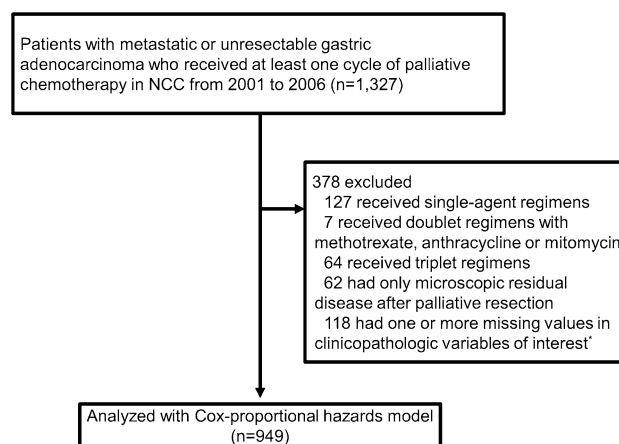 Patients with metastatic or unresectable gastric
adenocarcinoma who received at least one cycle of palliative
chemotherapy in NCC from 2001 to 2006 (n=1,327)
378 excluded
127 received single-agent regimens
7 received doublet regimens with
methotrexate, anthracycline or mitomycin
64 received triplet regimens
62 had only microscopic residual
disease after palliative resection
118 had one or more missing values in
clinicopathologic variables of interest*
Analyzed with Cox-proportional hazards model
(n=949)